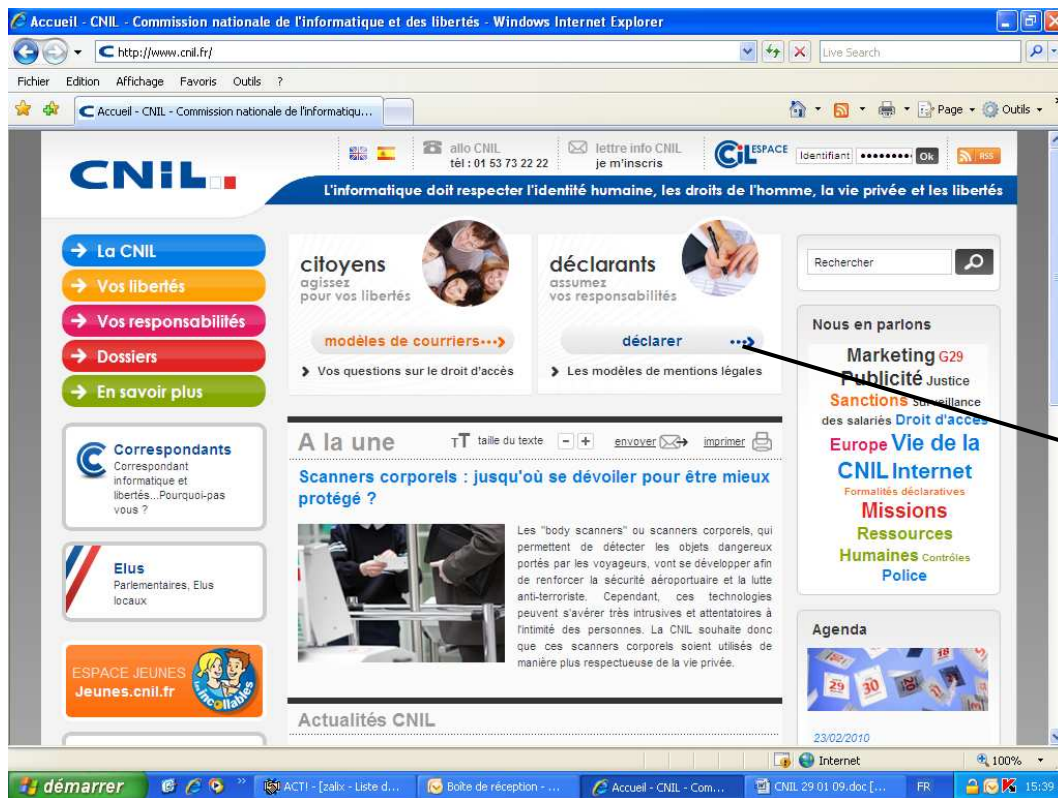 Accueil - CNIL - Commission nationale de l'informatique et des libertés - Windows Internet Explorer
http://www.cnil.fr/
Live Search
Fichier Edition Affichage Favoris Outils ?
Accueil - CNIL - Commission nationale de l'informatiqu...
Page Outils
CNIL
allo CNIL
tél : 01 53 73 22 22
lettre info CNIL
je m'inscris
CIL ESPACE
Identifiant •••••••• Ok
RSS
L'informatique doit respecter l'identité humaine, les droits de l'homme, la vie privée et les libertés
La CNIL
Vos libertés
Vos responsabilités
Dossiers
En savoir plus
citoyens
agissez
pour vos libertés
modèles de courriers
Vos questions sur le droit d'accès
déclarants
assumez
vos responsabilités
déclarer
Les modèles de mentions légales
Rechercher
Nous en parlons
Marketing G29
Publicité Justice
Sanctions Surveillance
des salariés Droit d'accès
Europe Vie de la
CNIL Internet
Formalités déclaratives
Missions
Ressources
Humaines Contrôles
Police
Correspondants
Correspondant
informatique et
libertés...Pourquoi-pas
vous ?
Elus
Parlementaires, Elus
locaux
ESPACE JEUNES
Jeunes.cnil.fr
les incollables
A la une
TT taille du texte - + envoyer imprimer
Scanners corporels : jusqu'où se dévoiler pour être mieux
protégé ?
Les "body scanners" ou scanners corporels, qui
permettent de détecter les objets dangereux
portés par les voyageurs, vont se développer afin
de renforcer la sécurité aéroportuaire et la lutte
anti-terroriste. Cependant, ces technologies
peuvent s'avérer très intrusives et attentatoires à
l'intimité des personnes. La CNIL souhaite donc
que ces scanners corporels soient utilisés de
manière plus respectueuse de la vie privée.
Actualités CNIL
Agenda
18
29 30
23/02/2010
Internet 100%
démarrer
ACT! - [zalix - Liste d...
Boîte de réception - ...
Accueil - CNIL - Com...
CNIL 29 01 09.doc [...
FR
15:39